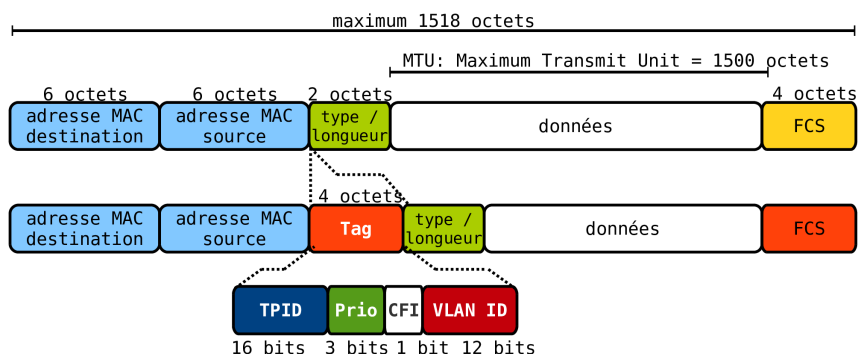 maximum 1518 octets
MTU: Maximum Transmit Unit = 1500 octets
6 octets 6 octets 2 octets 4 octets
adresse MAC destination
adresse MAC source
type / longueur
données
FCS
4 octets
adresse MAC destination
adresse MAC source
Tag
type / longueur
données
FCS
TPID Prio CFI VLAN ID
16 bits 3 bits 1 bit 12 bits